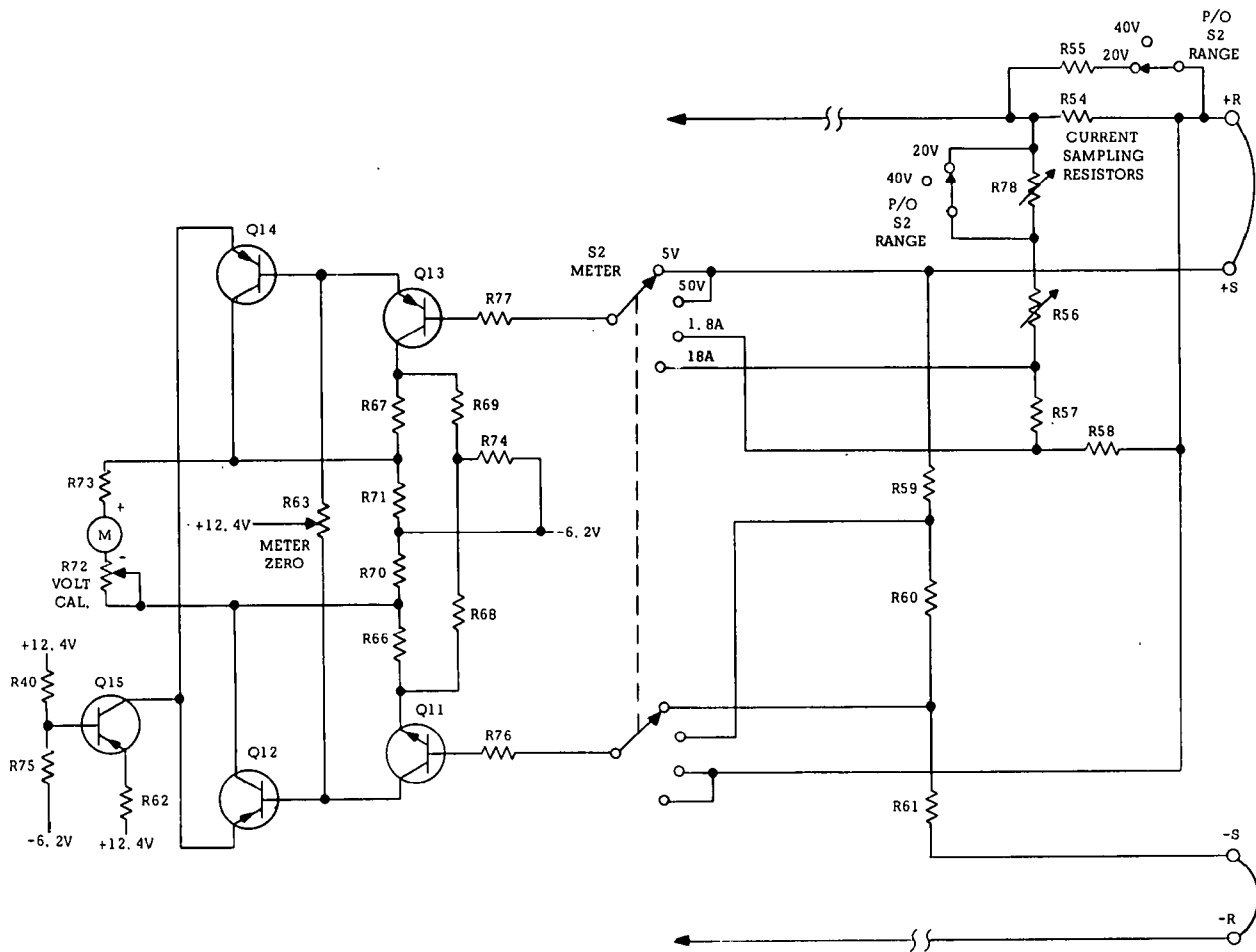 P/O
S2
RANGE
40V
20V
R55
R54
+R
CURRENT
SAMPLING
RESISTORS
20V
40V
P/O
S2
RANGE
R78
Q14
Q13
S2
METER
5V
50V
1.8A
18A
+S
R77
R56
R67
R69
R57
R58
R74
R73
+
M
-
R71
R63
+12.4V
METER
ZERO
-6.2V
R59
R72
VOLT
CAL.
R70
R68
R60
R66
+12.4V
R40
Q15
Q11
R76
R75
Q12
R62
-6.2V
+12.4V
R61
-S
-R